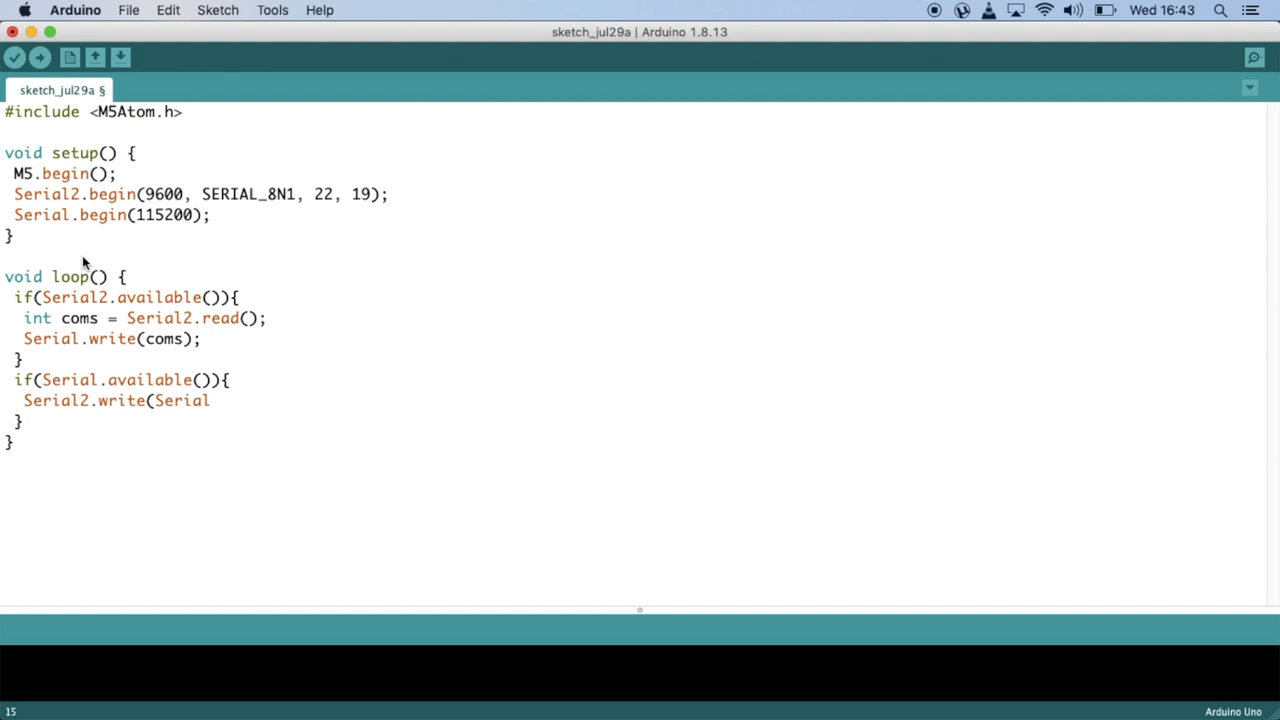 Arduino File Edit Sketch Tools Help Wed 16:43
sketch_jul29a | Arduino 1.8.13
sketch_jul29a §
#include <M5Atom.h>
void setup() {
M5.begin();
Serial2.begin(9600, SERIAL_8N1, 22, 19);
Serial.begin(115200);
}
void loop() {
if(Serial2.available()){
int coms = Serial2.read();
Serial.write(coms);
}
if(Serial.available()){
Serial2.write(Serial
}
}
15 Arduino Uno